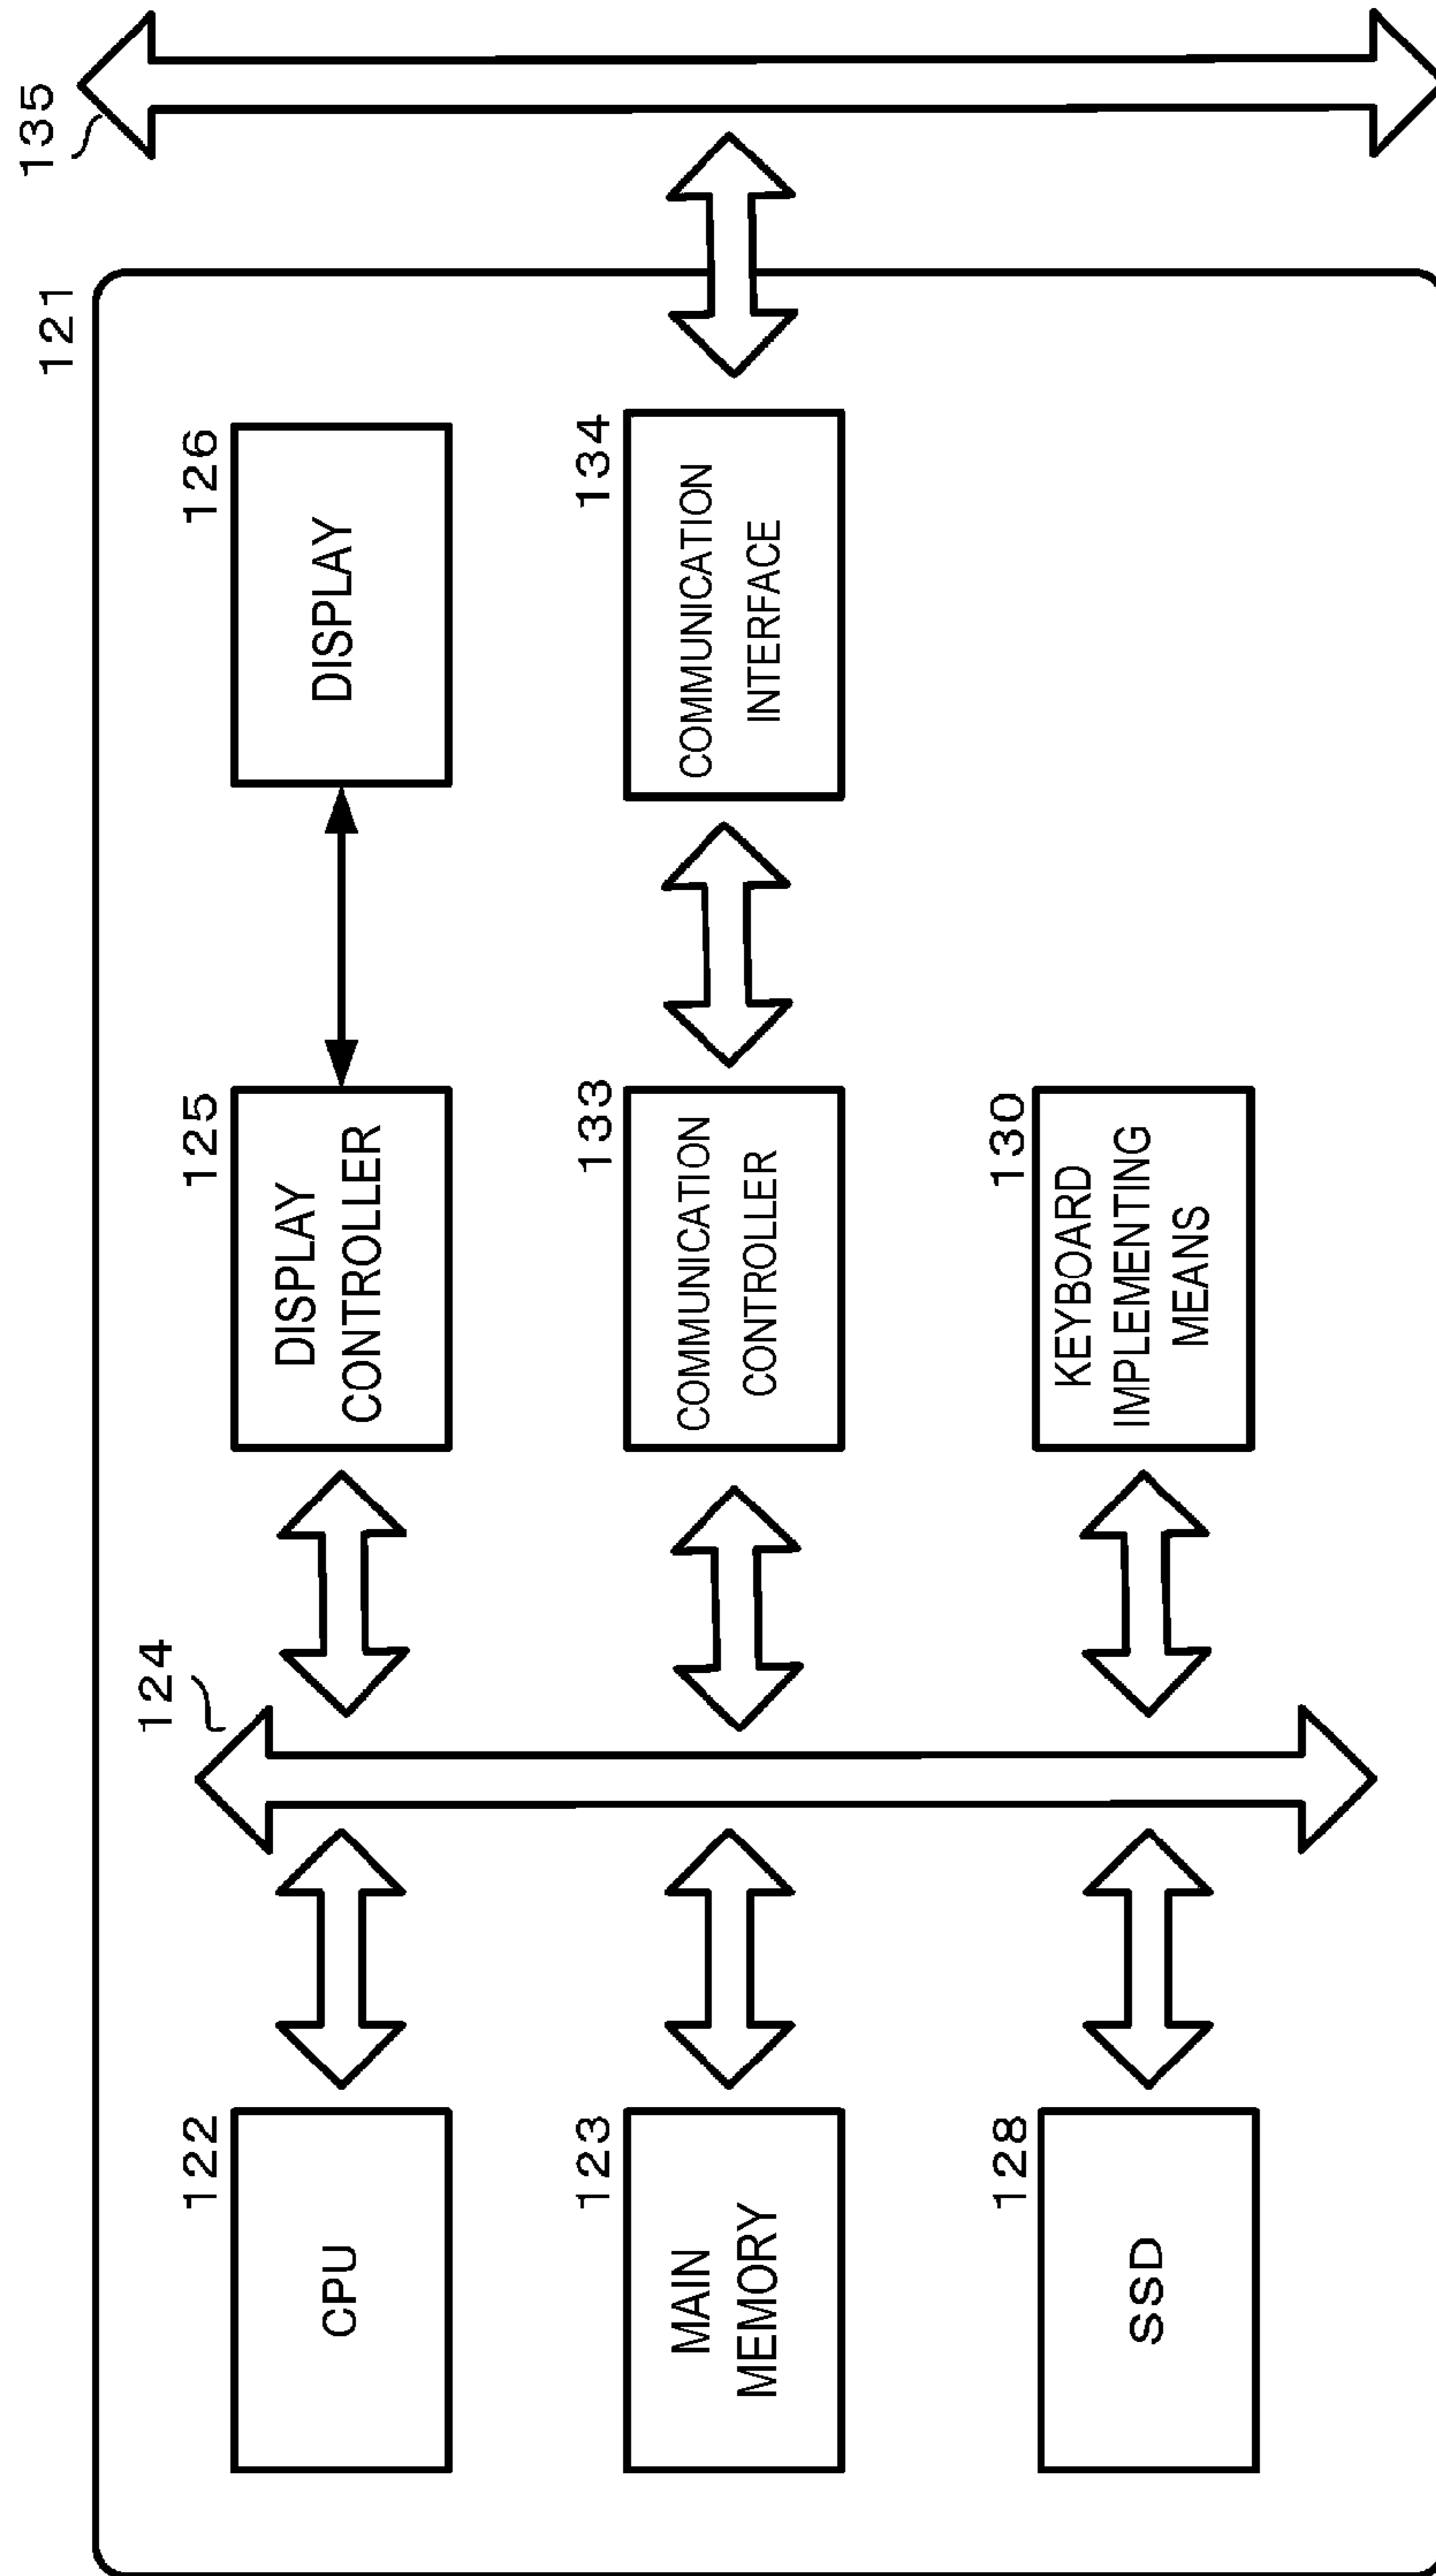 121
135
122
CPU
124
125
DISPLAY
CONTROLLER
126
DISPLAY
123
MAIN
MEMORY
133
COMMUNICATION
CONTROLLER
134
COMMUNICATION
INTERFACE
128
SSD
130
KEYBOARD
IMPLEMENTING
MEANS